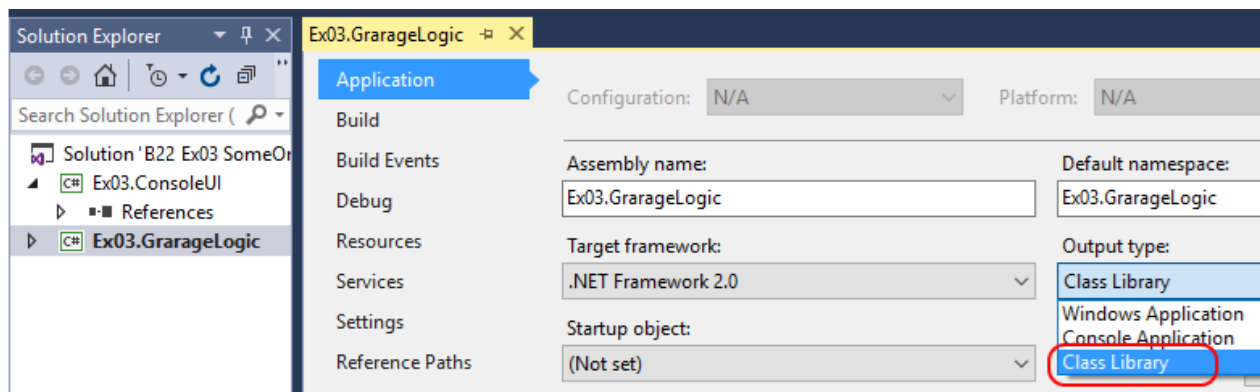 Solution Explorer
Search Solution Explorer (
Solution 'B22 Ex03 SomeOr
C# Ex03.ConsoleUI
References
C# Ex03.GrarageLogic
Ex03.GrarageLogic
Application
Build
Build Events
Debug
Resources
Services
Settings
Reference Paths
Configuration: N/A Platform: N/A
Assembly name: Default namespace:
Ex03.GrarageLogic Ex03.GrarageLogic
Target framework: Output type:
.NET Framework 2.0 Class Library
Windows Application
Console Application
Class Library
Startup object:
(Not set)